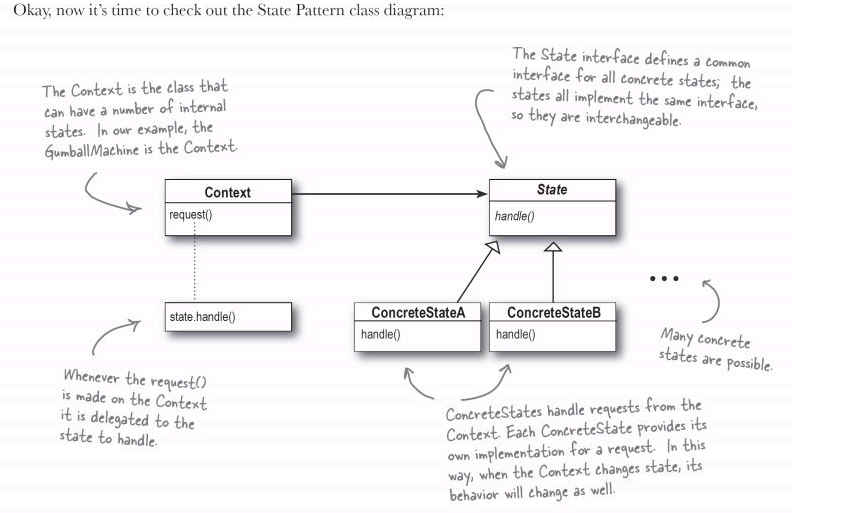 Okay, now it's time to check out the State Pattern class diagram:
The Context is the class that
can have a number of internal
states. In our example, the
GumballMachine is the Context.
The State interface defines a common
interface for all concrete states; the
states all implement the same interface,
so they are interchangeable.
Context
request()
State
handle()
state.handle()
ConcreteStateA
handle()
ConcreteStateB
handle()
•••
Many concrete
states are possible.
Whenever the request()
is made on the Context
it is delegated to the
state to handle.
ConcreteStates handle requests from the
Context. Each ConcreteState provides its
own implementation for a request. In this
way, when the Context changes state, its
behavior will change as well.